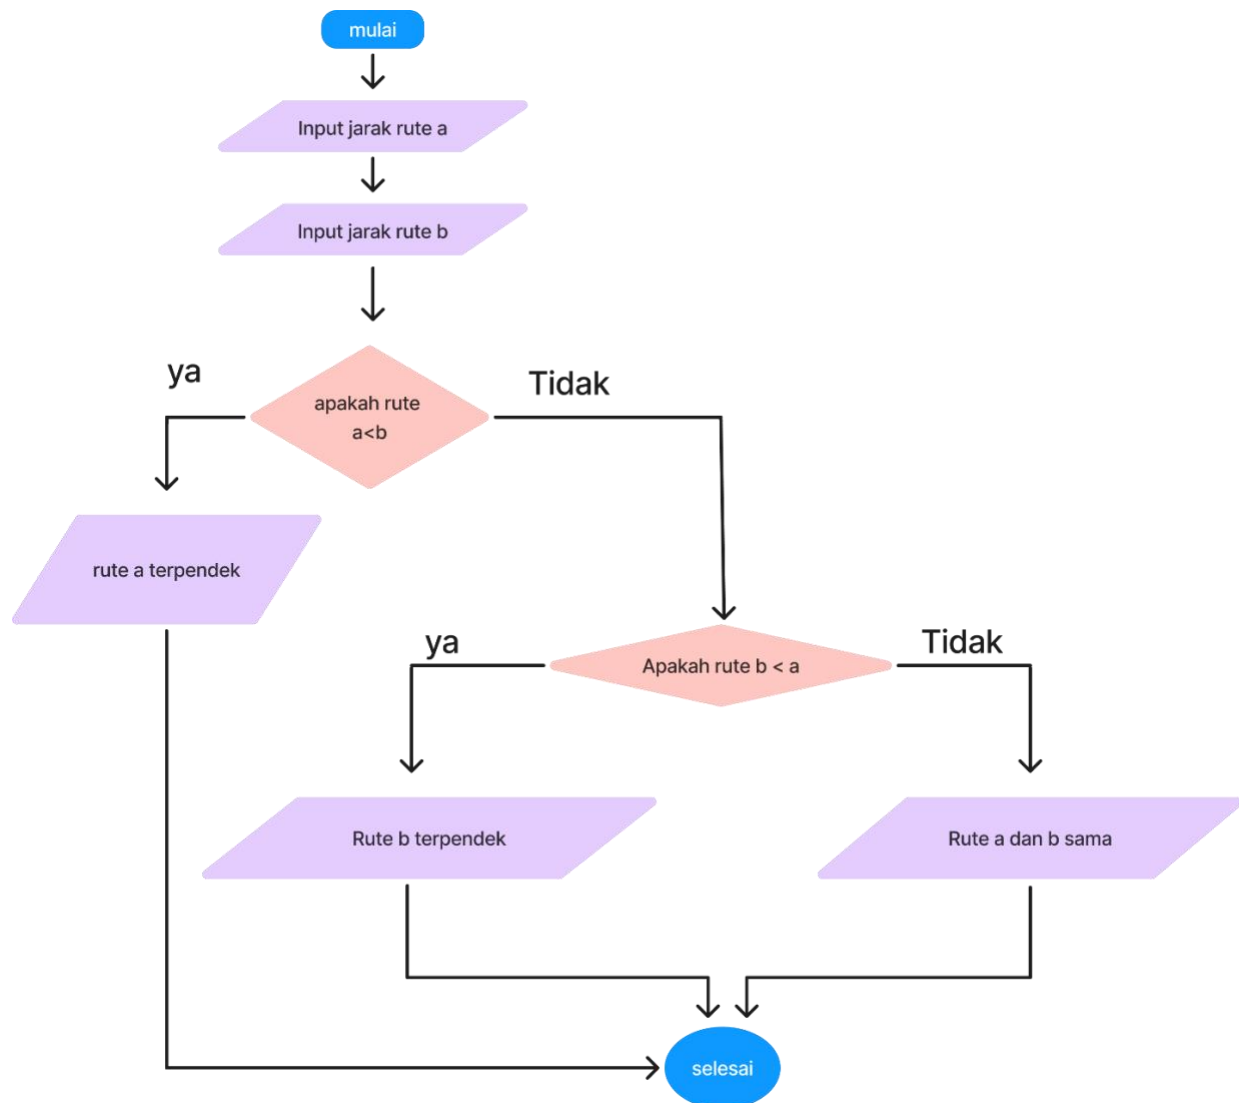 mulai
Input jarak rute a
Input jarak rute b
ya
Tidak
apakah rute
a<b
rute a terpendek
ya
Tidak
Apakah rute b < a
Rute b terpendek
Rute a dan b sama
selesai